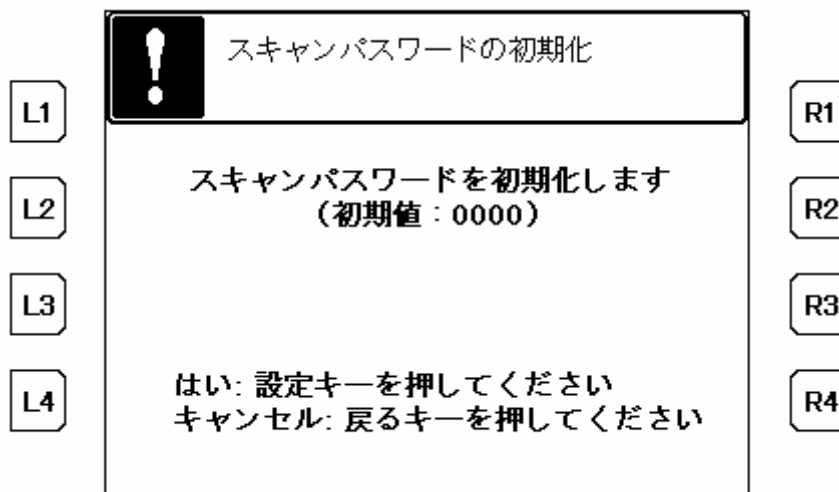 スキャンパスワードの初期化
L1
R1
スキャンパスワードを初期化します
(初期値:0000)
L2
R2
L3
R3
はい: 設定キーを押してください
キャンセル: 戻るキーを押してください
L4
R4